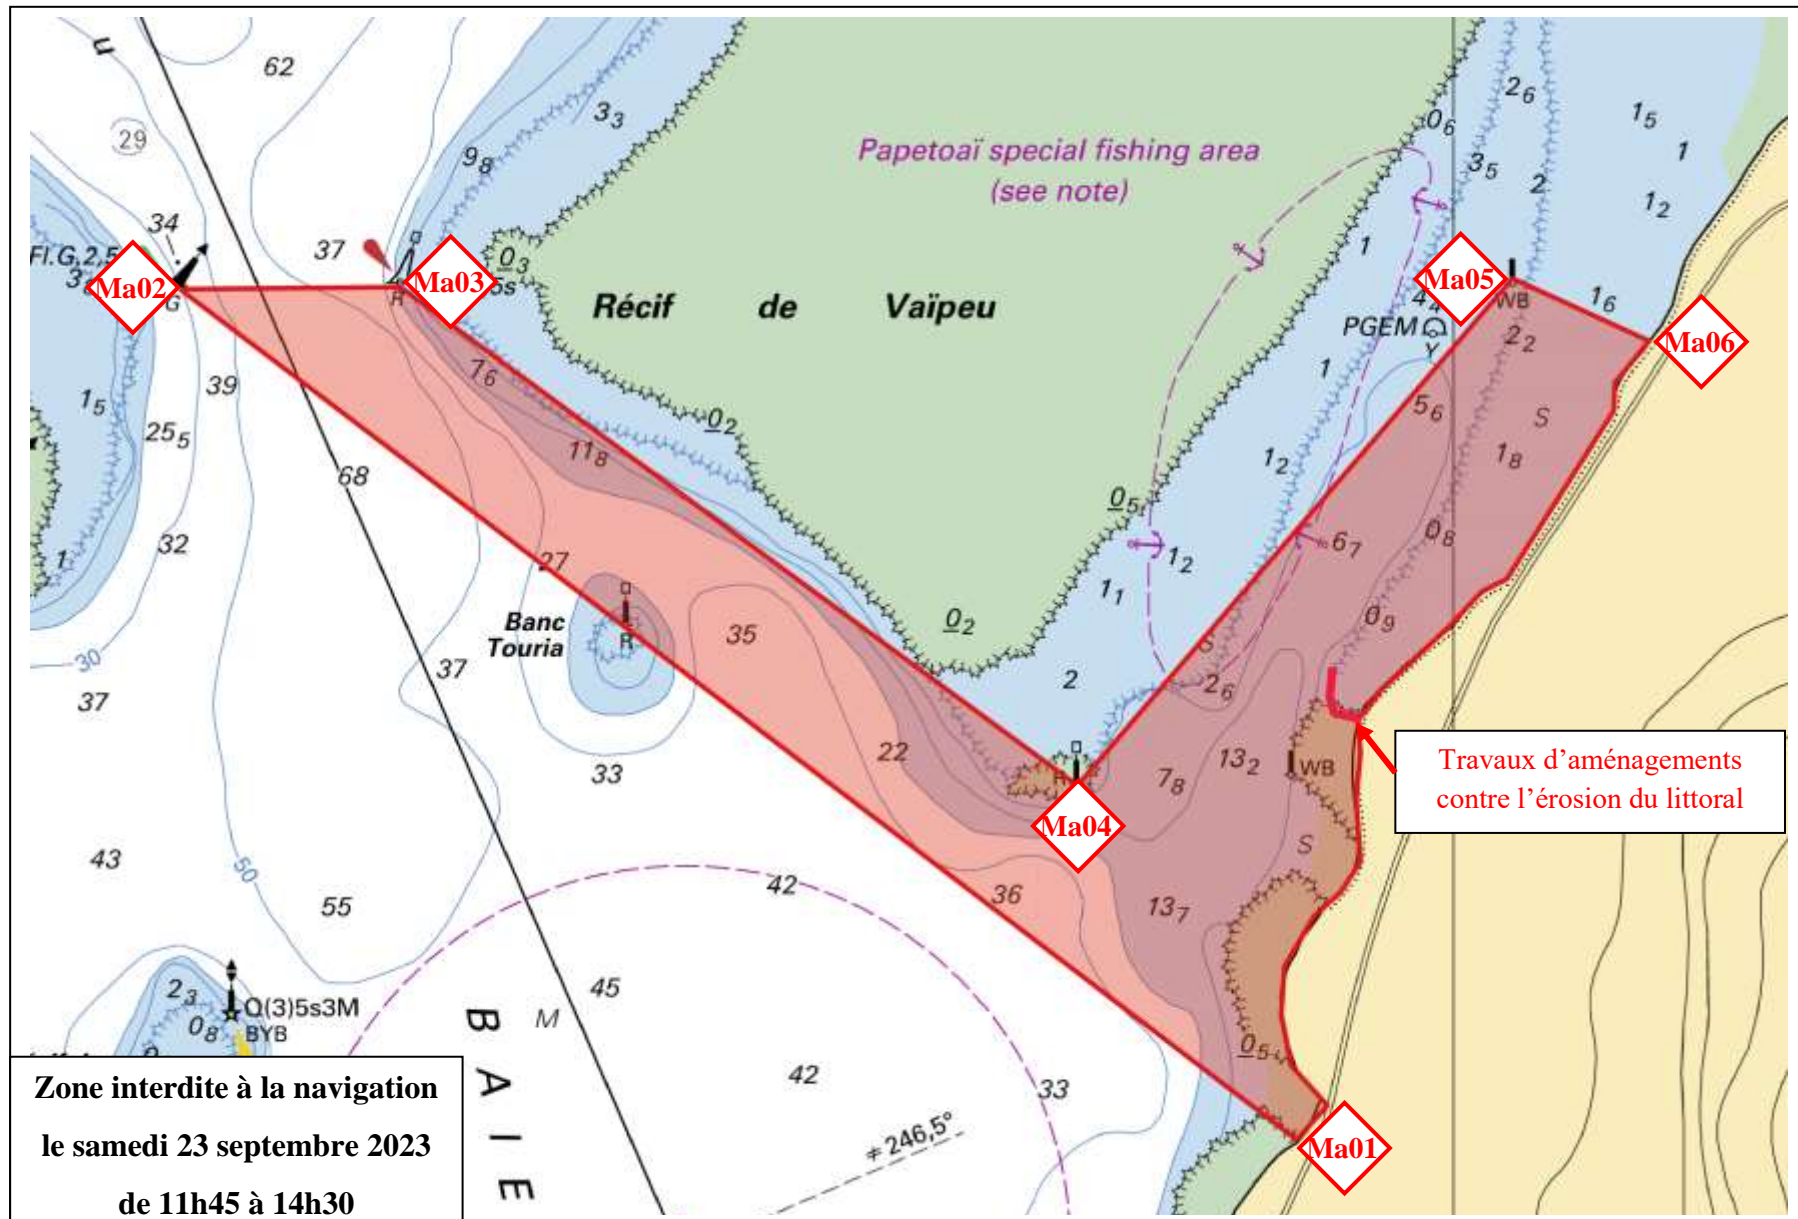 u
62
29
3₃
9₈
34
Fl.G.2,5
3
37
Ma02
G
Ma03
R
5s
0₃
Papetoaï special fishing area
(see note)
Récif de Vaïpeu
0₆
2₆
3₅
2
1₅
1
1₂
1
Ma05
WB
1₆
Ma06
4₄
PGEM
Y
2₂
1
39
7₆
0₂
1₅
25₅
11₈
68
5₆
S
1₈
1₂
0₅
1
32
27
1₂
6₇
0₈
1₁
Banc
Touria
R
35
0₂
0₉
30
37
37
2
S
2₆
33
22
R
Ma04
7₈
13₂
WB
Travaux d’aménagements
contre l’érosion du littoral
43
50
42
36
S
55
13₇
2₃
0₈
Q(3)5s3M
BYB
45
M
0₅
42
33
BAIE
≠ 246,5°
Ma01
Zone interdite à la navigation
le samedi 23 septembre 2023
de 11h45 à 14h30